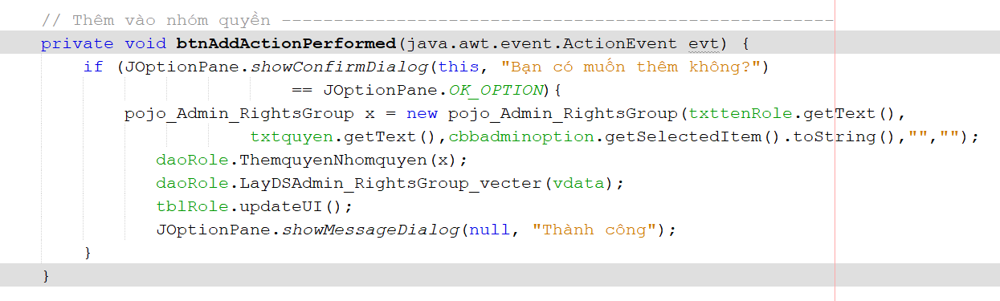 // Thêm vào nhóm quyền -----------------------------------------------------
private void btnAddActionPerformed(java.awt.event.ActionEvent evt) {
if (JOptionPane.showConfirmDialog(this, "Bạn có muốn thêm không?")
== JOptionPane.OK_OPTION){
pojo_Admin_RightsGroup x = new pojo_Admin_RightsGroup(txttenRole.getText(),
txtquyen.getText(),cbbadminoption.getSelectedItem().toString(),"","");
daoRole.ThemquyenNhomquyen(x);
daoRole.LayDSAdmin_RightsGroup_vecter(vdata);
tblRole.updateUI();
JOptionPane.showMessageDialog(null, "Thành công");
}
}